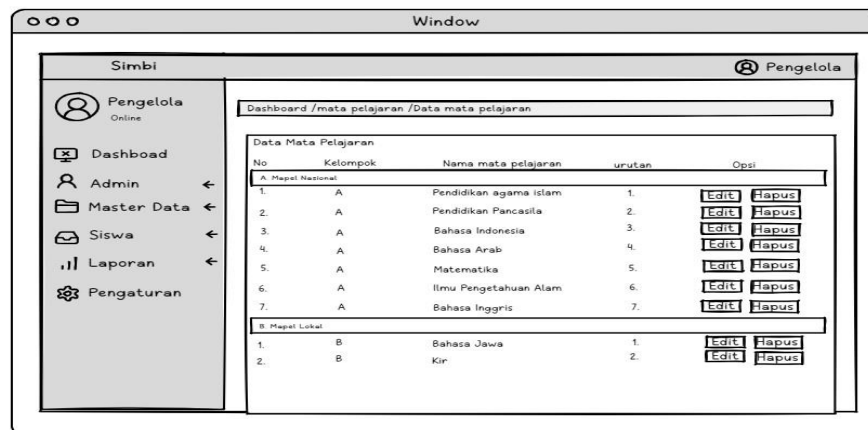 Window
Simbi
Pengelola
Pengelola
Online
Dashboad
Admin
Master Data
Siswa
Laporan
Pengaturan
Dashboard /mata pelajaran /Data mata pelajaran
Data Mata Pelajaran
No Kelompok Nama mata pelajaran urutan Opsi
A. Mapel Nasional
1. A Pendidikan agama islam 1. Edit Hapus
2. A Pendidikan Pancasila 2. Edit Hapus
3. A Bahasa Indonesia 3. Edit Hapus
4. A Bahasa Arab 4. Edit Hapus
5. A Matematika 5. Edit Hapus
6. A Ilmu Pengetahuan Alam 6. Edit Hapus
7. A Bahasa Inggris 7. Edit Hapus
B. Mapel Lokal
1. B Bahasa Jawa 1. Edit Hapus
2. B Kir 2. Edit Hapus